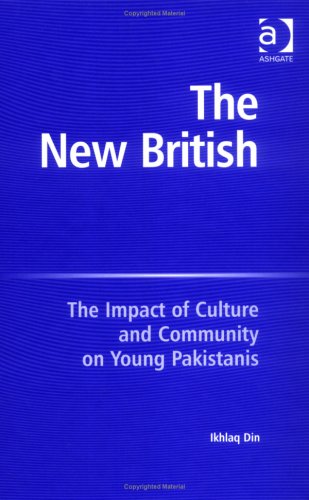 a
ASHGATE
The
New British
The Impact of Culture
and Community
on Young Pakistanis
Ikhlaq Din
Copyrighted Material
Copyrighted Material